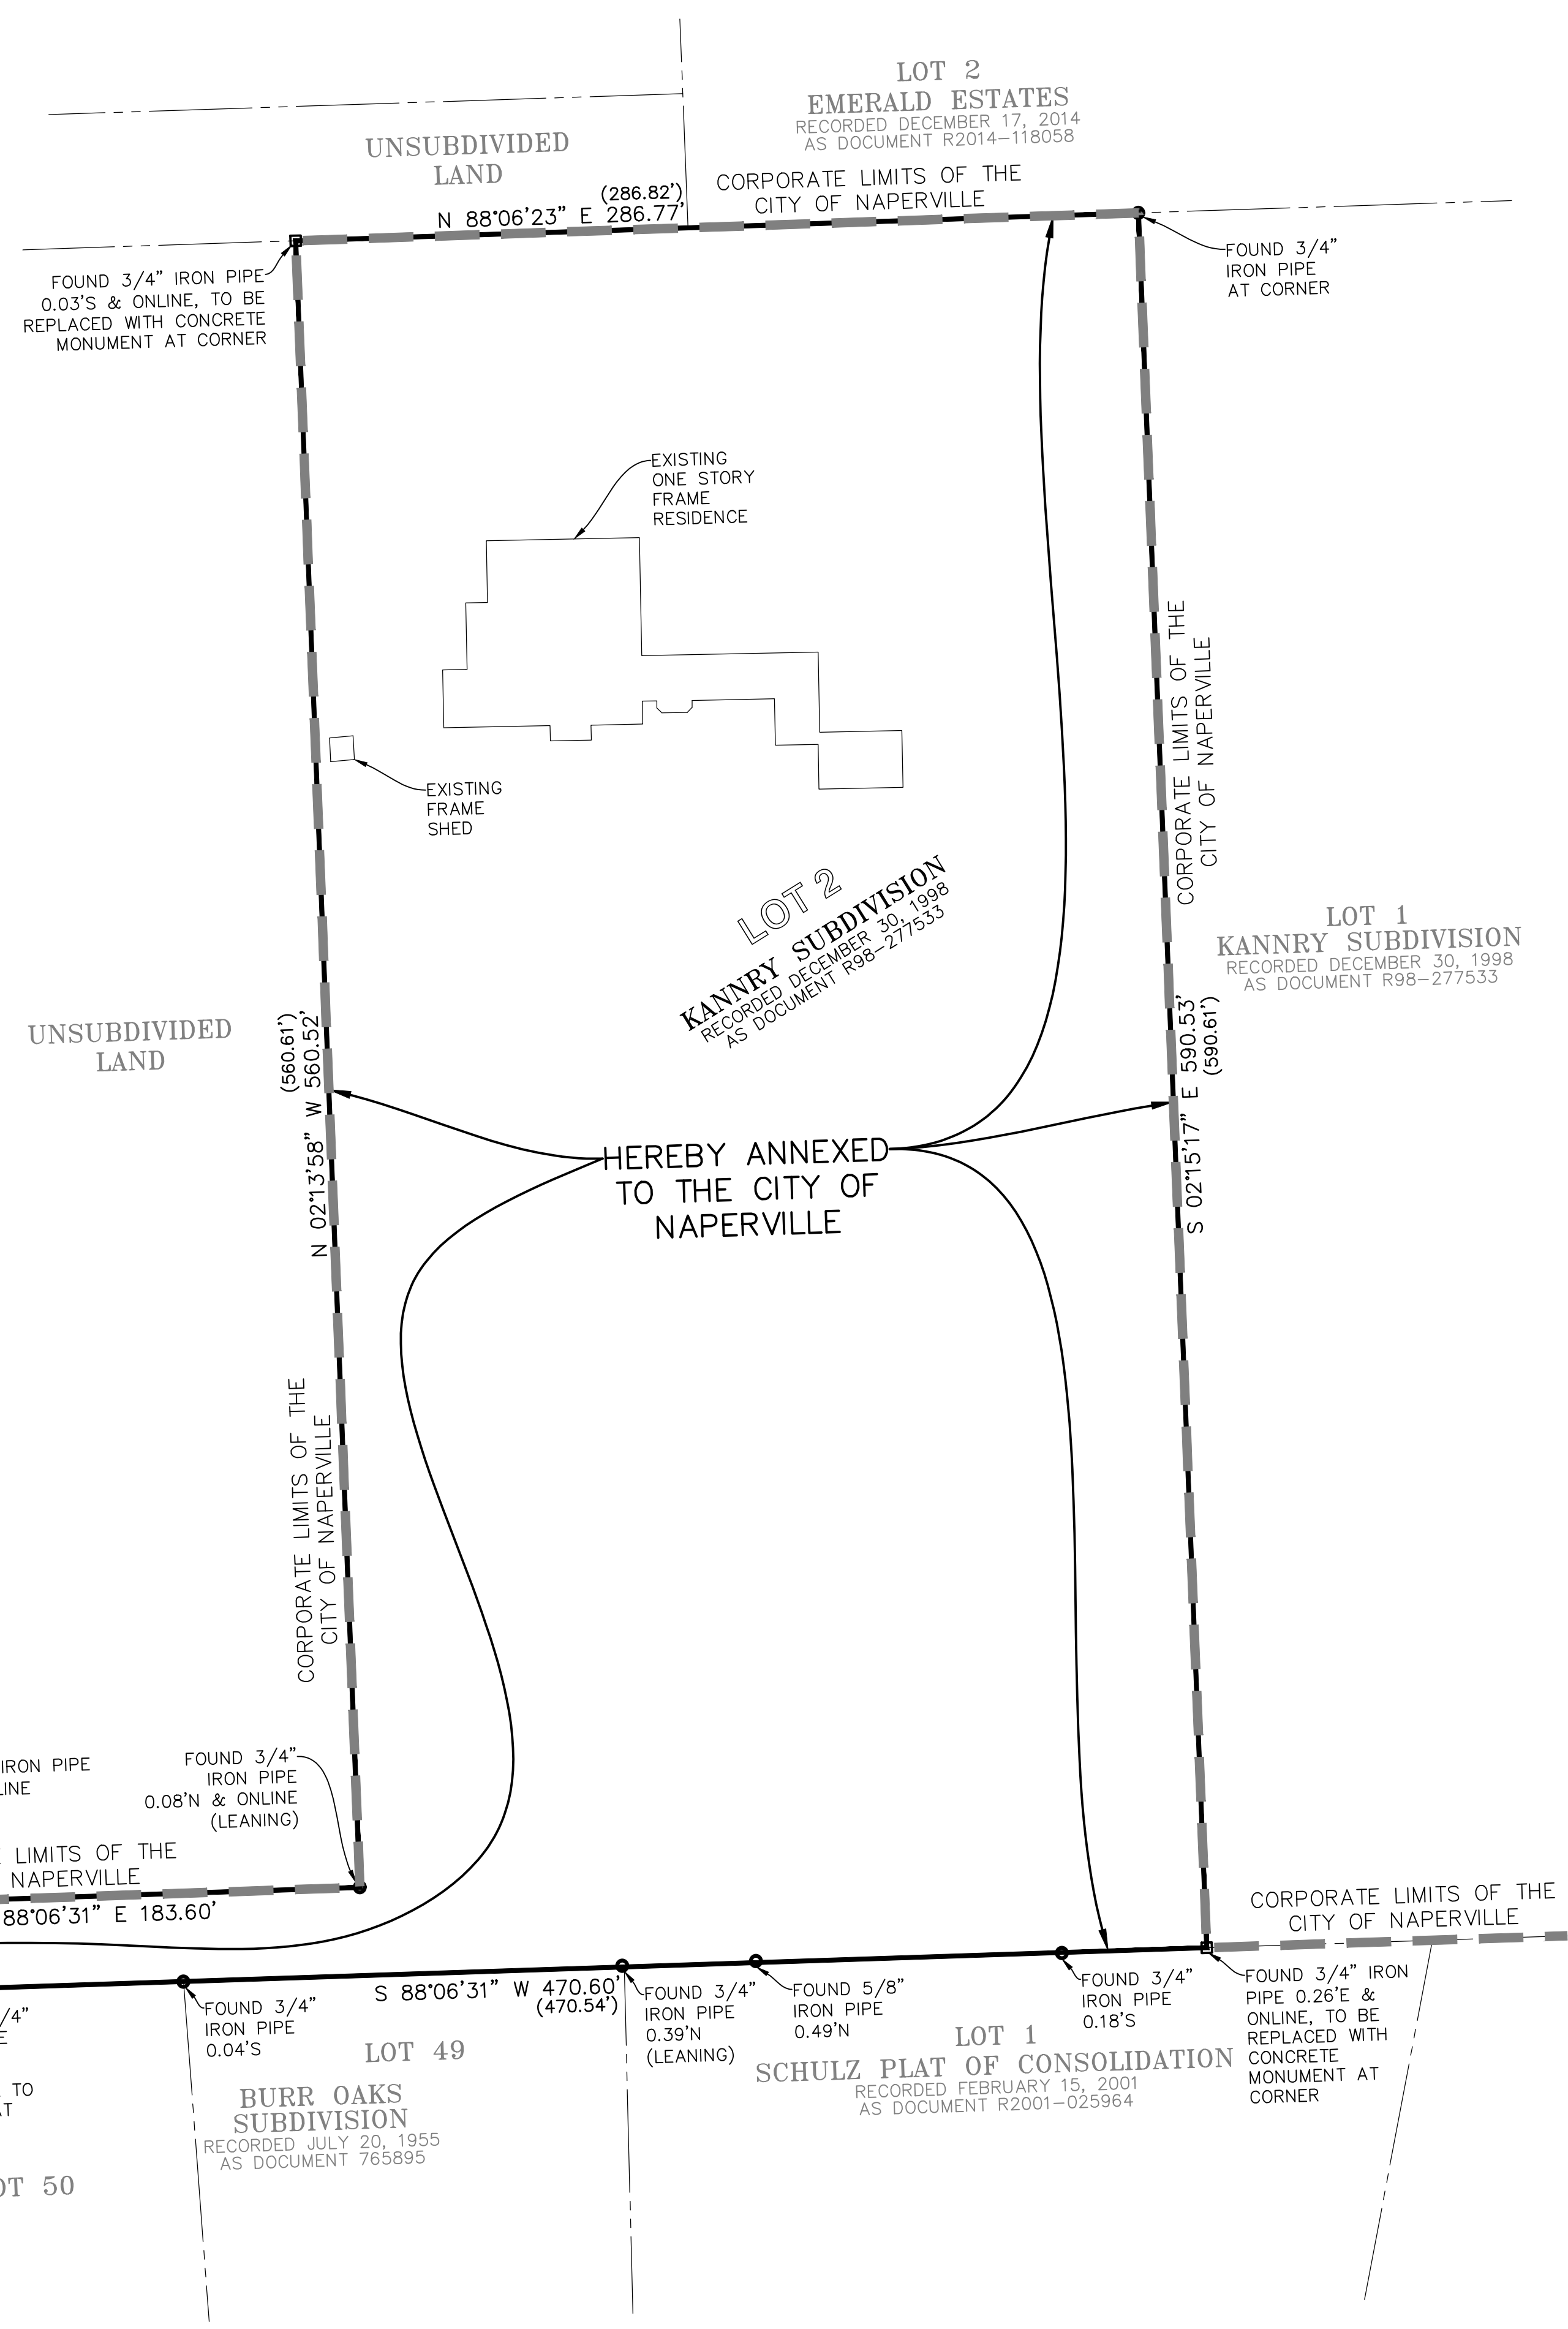 LOT 2
EMERALD ESTATES
RECORDED DECEMBER 17, 2014
AS DOCUMENT R2014-118058
UNSUBDIVIDED
LAND
CORPORATE LIMITS OF THE
CITY OF NAPERVILLE
(286.82')
N 88°06'23" E 286.77'
FOUND 3/4" IRON PIPE
0.03'S & ONLINE, TO BE
REPLACED WITH CONCRETE
MONUMENT AT CORNER
FOUND 3/4"
IRON PIPE
AT CORNER
EXISTING
ONE STORY
FRAME
RESIDENCE
EXISTING
FRAME
SHED
CORPORATE LIMITS OF THE
CITY OF NAPERVILLE
LOT 2
KANNRY SUBDIVISION
RECORDED DECEMBER 30, 1998
AS DOCUMENT R98-277533
LOT 1
KANNRY SUBDIVISION
RECORDED DECEMBER 30, 1998
AS DOCUMENT R98-277533
UNSUBDIVIDED
LAND
(560.61')
N 02°13'58" W 560.52'
S 02°15'17" E 590.53'
(590.61')
HEREBY ANNEXED
TO THE CITY OF
NAPERVILLE
CORPORATE LIMITS OF THE
CITY OF NAPERVILLE
IRON PIPE
LINE
FOUND 3/4"
IRON PIPE
0.08'N & ONLINE
(LEANING)
LIMITS OF THE
NAPERVILLE
88°06'31" E 183.60'
CORPORATE LIMITS OF THE
CITY OF NAPERVILLE
S 88°06'31" W 470.60'
(470.54')
FOUND 3/4"
IRON PIPE
0.04'S
FOUND 3/4"
IRON PIPE
0.39'N
(LEANING)
FOUND 5/8"
IRON PIPE
0.49'N
FOUND 3/4"
IRON PIPE
0.18'S
FOUND 3/4" IRON
PIPE 0.26'E &
ONLINE, TO BE
REPLACED WITH
CONCRETE
MONUMENT AT
CORNER
/4"
E
TO
AT
LOT 49
BURR OAKS
SUBDIVISION
RECORDED JULY 20, 1955
AS DOCUMENT 765895
LOT 1
SCHULZ PLAT OF CONSOLIDATION
RECORDED FEBRUARY 15, 2001
AS DOCUMENT R2001-025964
OT 50